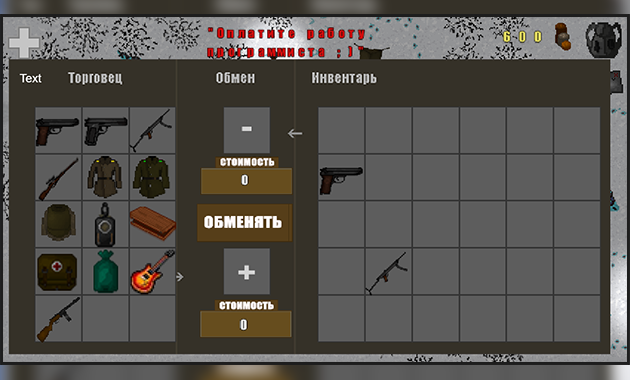 "Оплатите работу
программиста ;)"
600
Text
Торговец
Обмен
Инвентарь
-
стоимость
0
ОБМЕНЯТЬ
+
стоимость
0